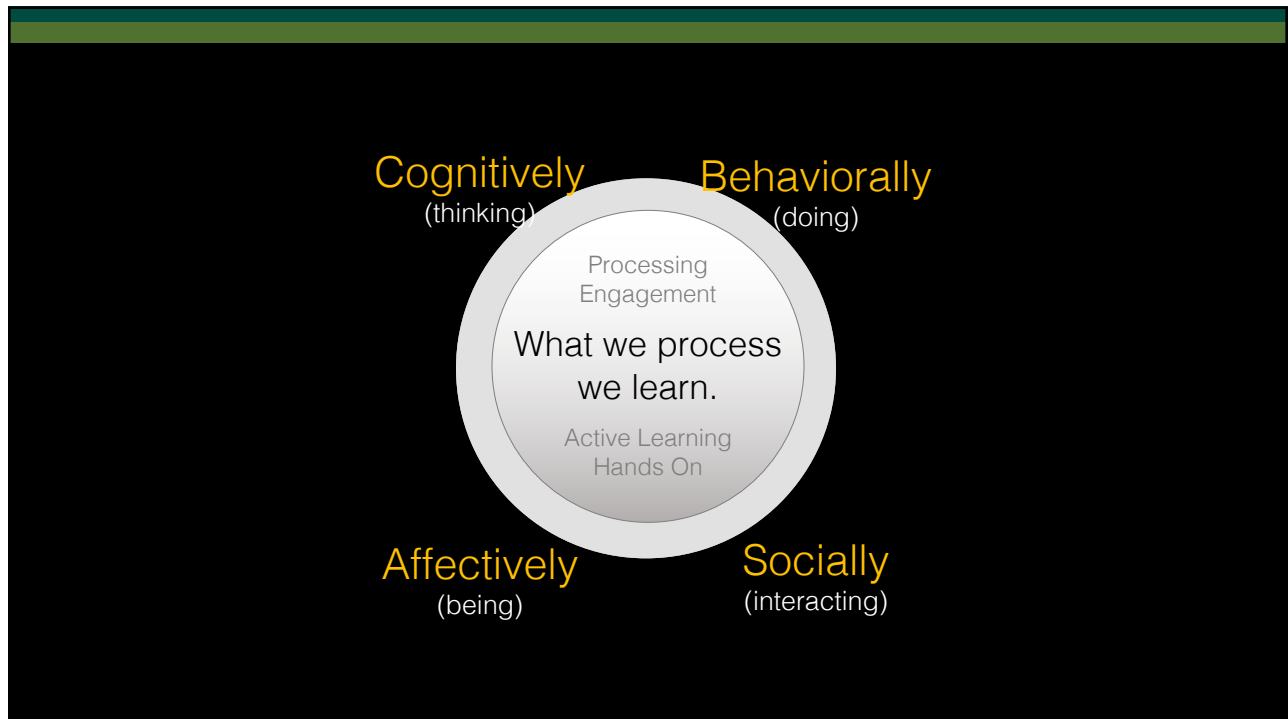 Cognitively
(thinking)
Behaviorally
(doing)
Processing
Engagement
What we process
we learn.
Active Learning
Hands On
Affectively
(being)
Socially
(interacting)